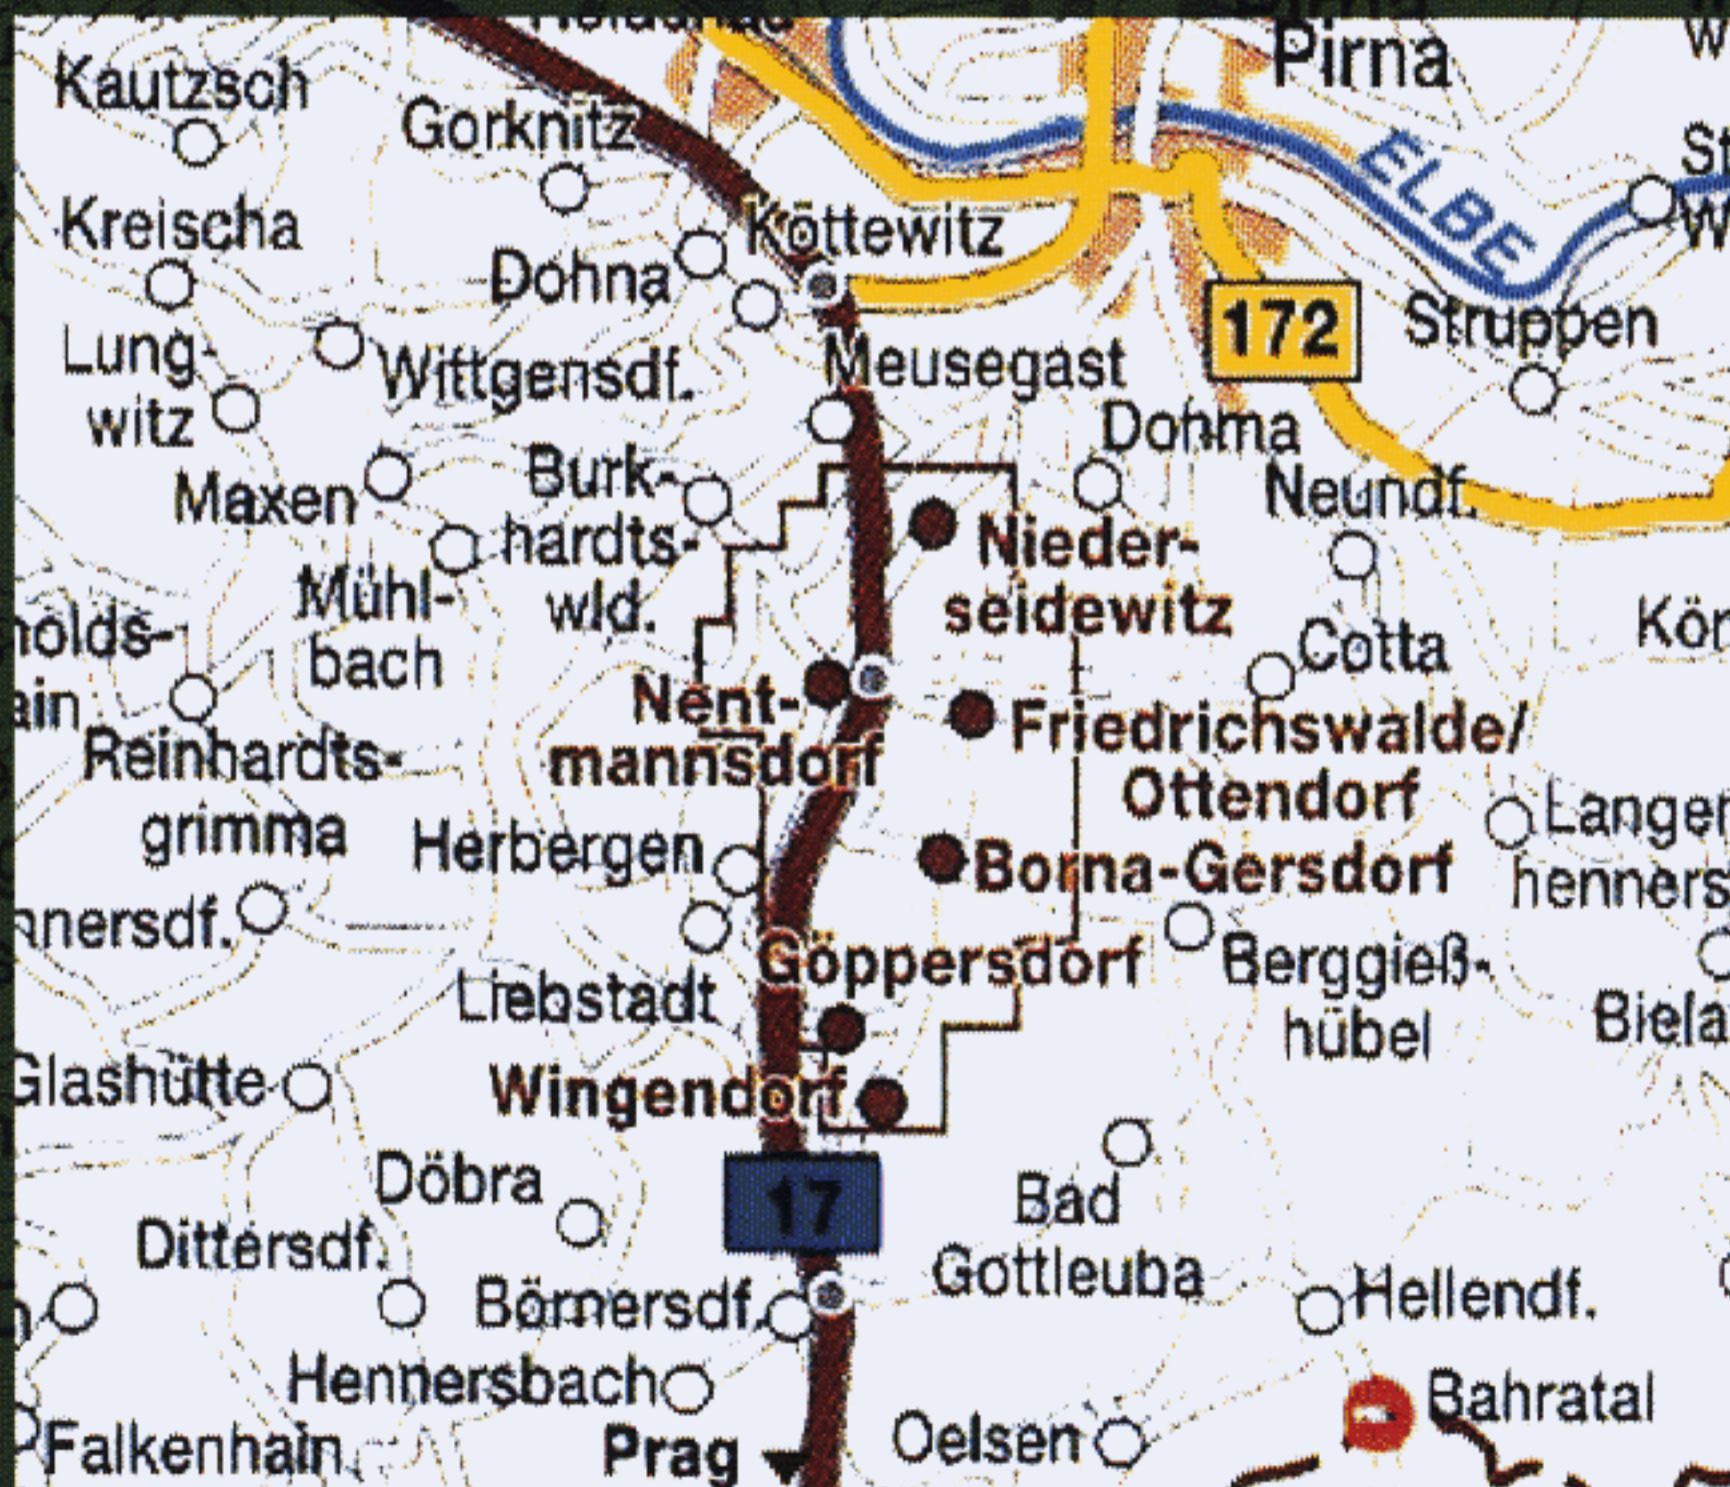 Pirna
Kautzsch
Gorknitz
ELBE
Kreischa
Köttewitz
Dohna
172
Struppen
Lung-
witz
Wittgensdf.
Meusegast
Dohma
Maxen
Burk-
hardts-
wld.
Neundf.
Nieder-
seidewitz
Mühl-
bach
Cotta
Nent-
mannsdorf
Friedrichswalde/
Ottendorf
Reinhardts-
grimma
Herbergen
Borna-Gersdorf
Göppersdorf
Berggieß-
hübel
Liebstadt
Glashütte
Wingendorf
Döbra
17
Bad
Gottleuba
Dittersdf.
Börnersdf.
Hellendf.
Hennersbach
Bahratal
Falkenhain
Prag
Oelsen